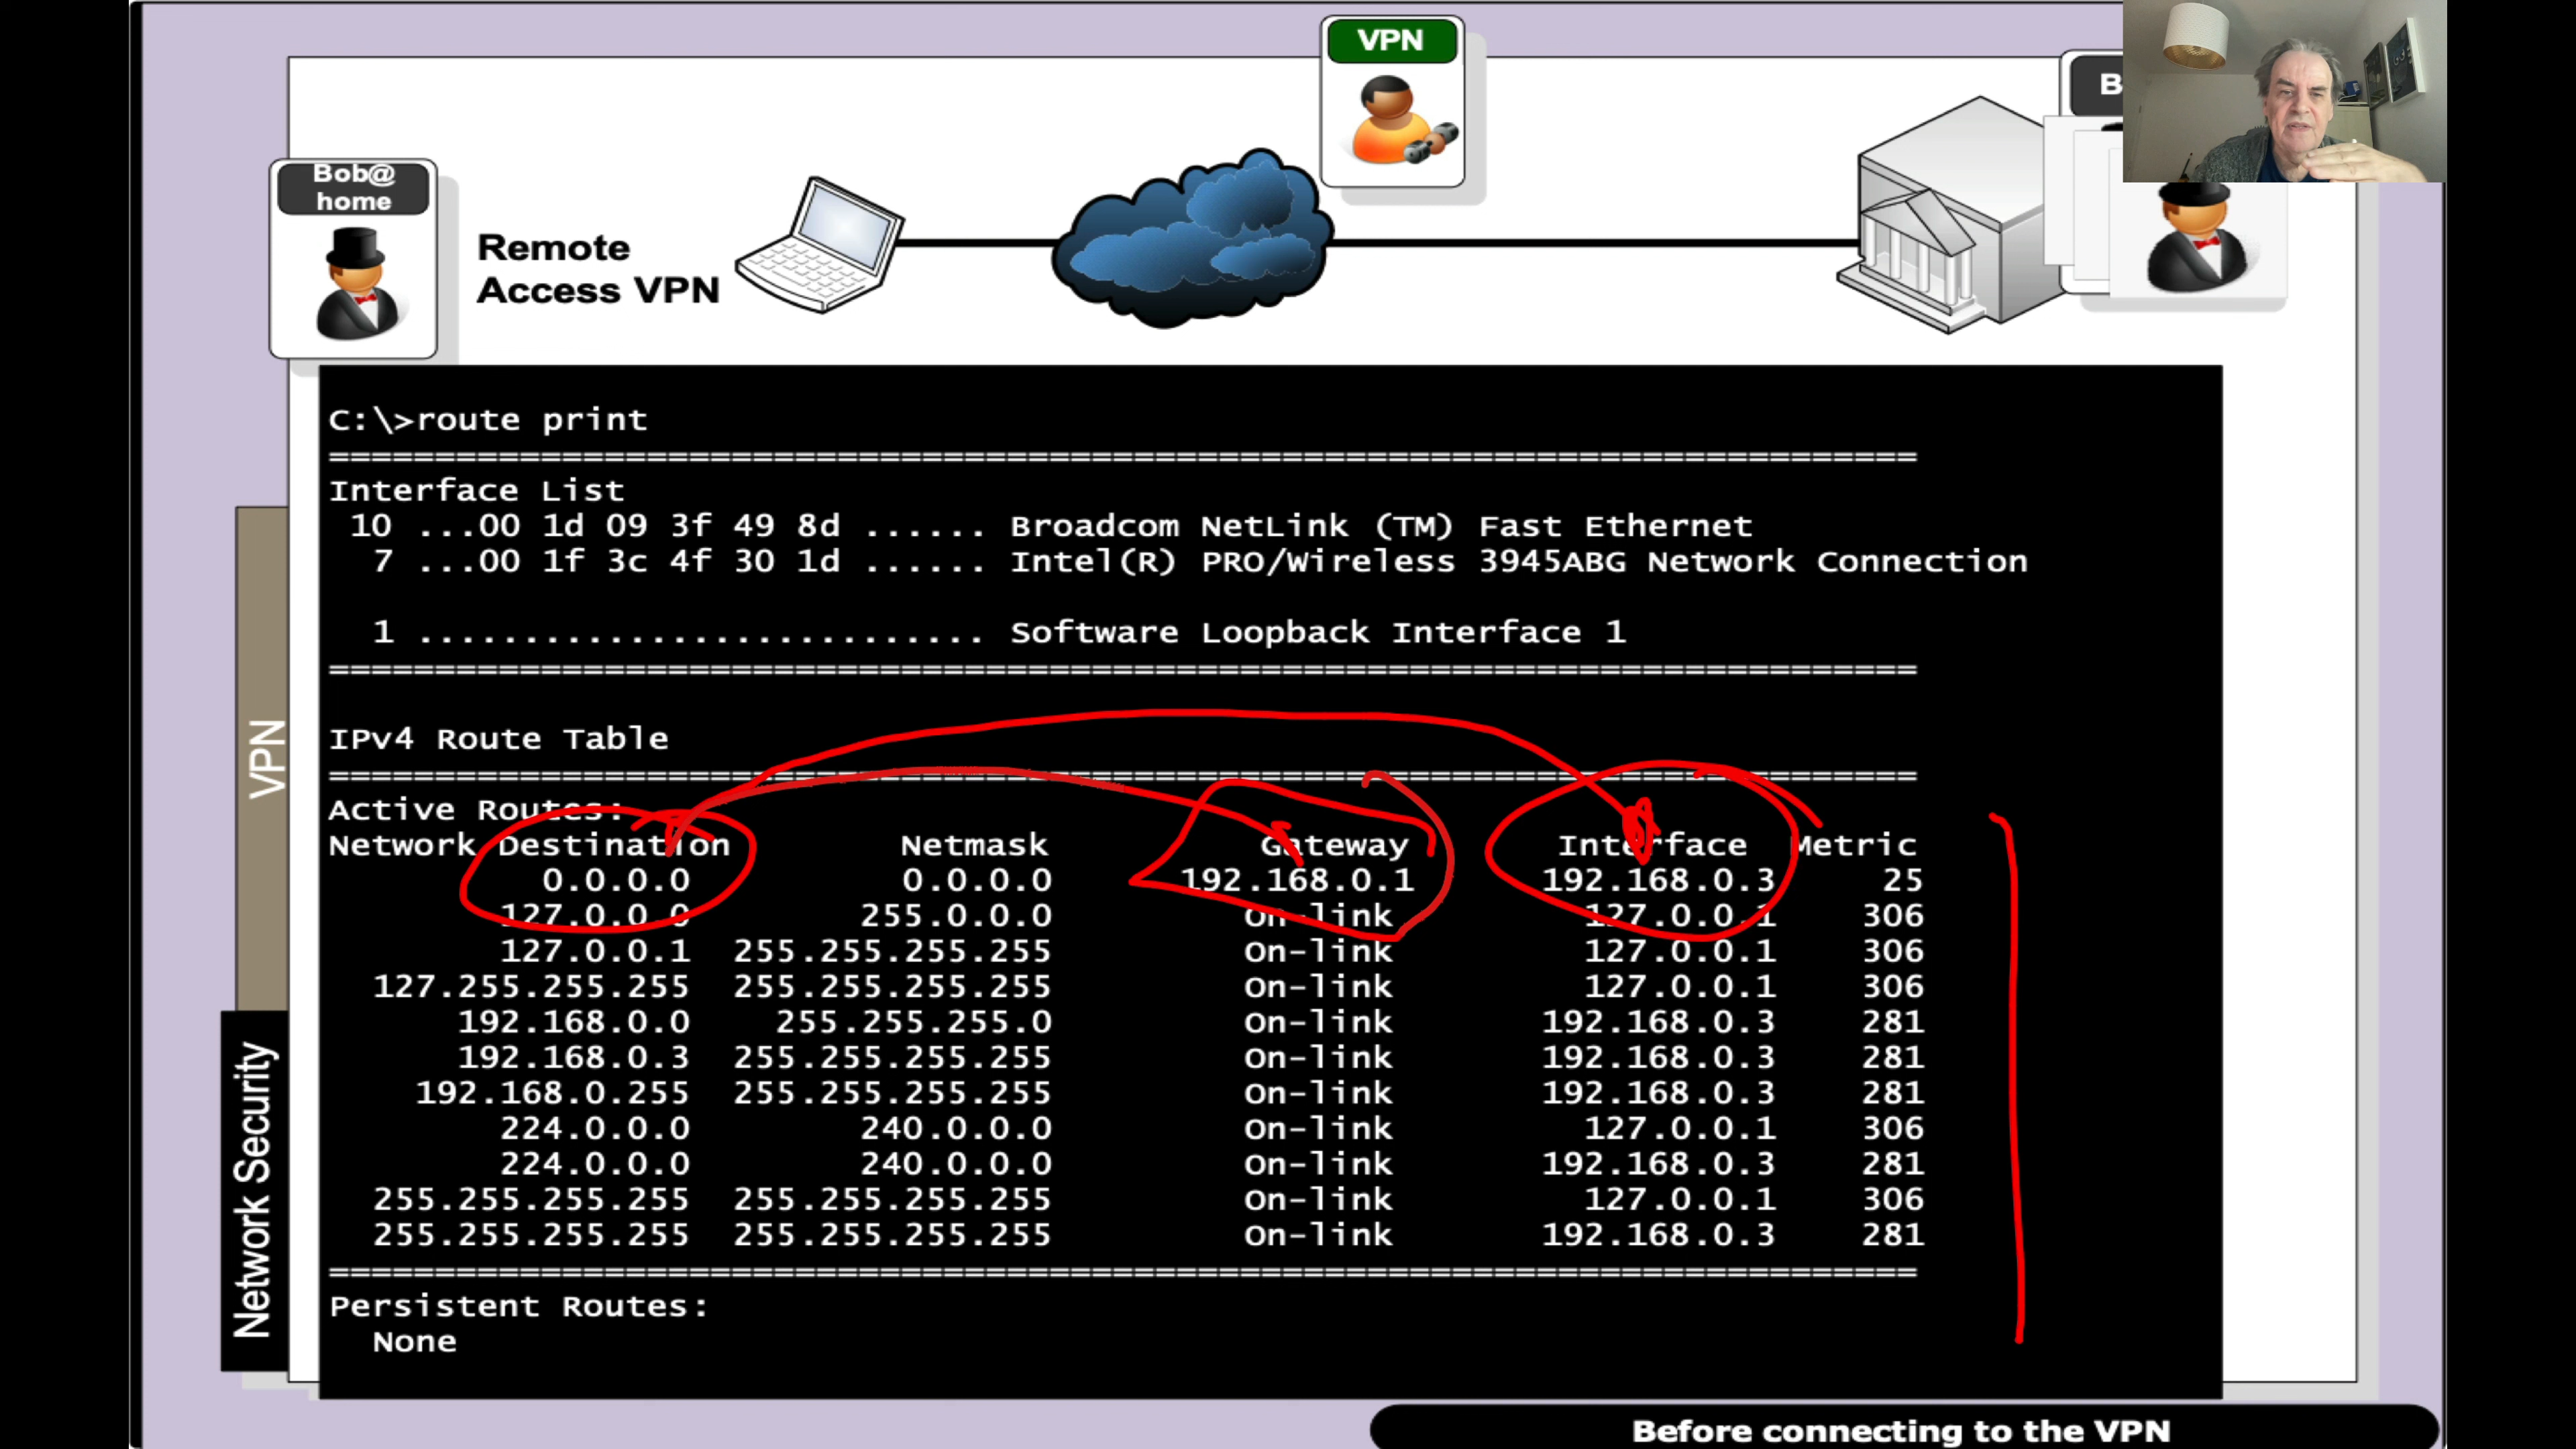 VPN
B
Bob@
home
Remote
Access VPN
C:\>route print
===========================================================================
Interface List
10 ...00 1d 09 3f 49 8d ...... Broadcom NetLink (TM) Fast Ethernet
7 ...00 1f 3c 4f 30 1d ...... Intel(R) PRO/Wireless 3945ABG Network Connection
1 ........................... Software Loopback Interface 1
===========================================================================
IPv4 Route Table
===========================================================================
Active Routes:
Network Destination Netmask Gateway Interface Metric
0.0.0.0 0.0.0.0 192.168.0.1 192.168.0.3 25
127.0.0.0 255.0.0.0 On-link 127.0.0.1 306
127.0.0.1 255.255.255.255 On-link 127.0.0.1 306
127.255.255.255 255.255.255.255 On-link 127.0.0.1 306
192.168.0.0 255.255.255.0 On-link 192.168.0.3 281
192.168.0.3 255.255.255.255 On-link 192.168.0.3 281
192.168.0.255 255.255.255.255 On-link 192.168.0.3 281
224.0.0.0 240.0.0.0 On-link 127.0.0.1 306
224.0.0.0 240.0.0.0 On-link 192.168.0.3 281
255.255.255.255 255.255.255.255 On-link 127.0.0.1 306
255.255.255.255 255.255.255.255 On-link 192.168.0.3 281
===========================================================================
Persistent Routes:
None
VPN
Network Security
Before connecting to the VPN